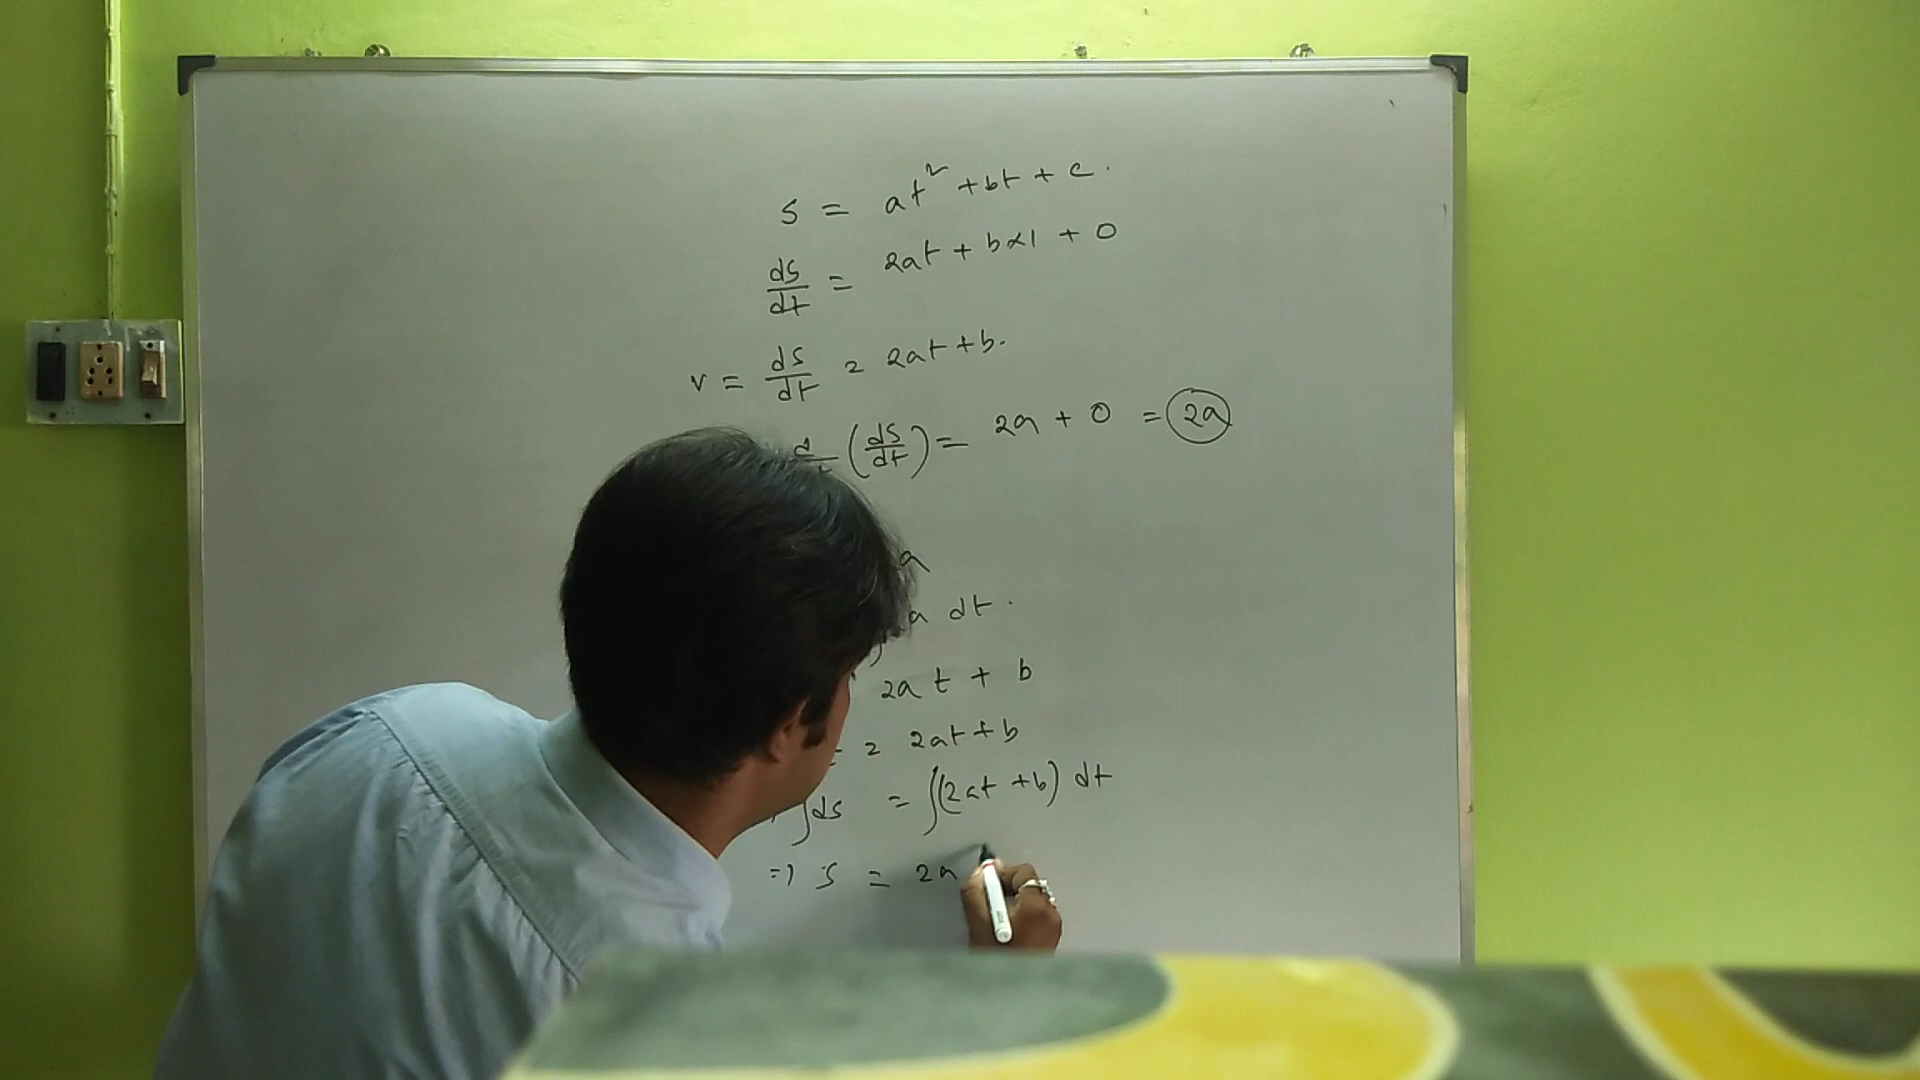 s = at² + bt + c.
ds/dt = 2at + b×1 + 0
v = ds/dt = 2at + b.
d (ds/dt) = 2a + 0 = 2a
a
a dt.
2a t + b
= 2at + b
∫ds = ∫(2at + b) dt
⇒ s = 2a